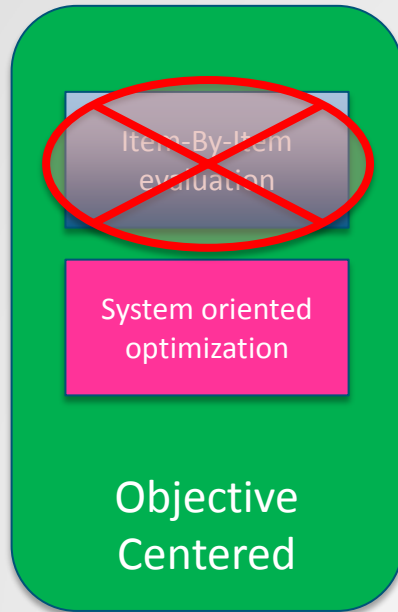 Item-By-Item
evaluation
System oriented
optimization
Objective
Centered